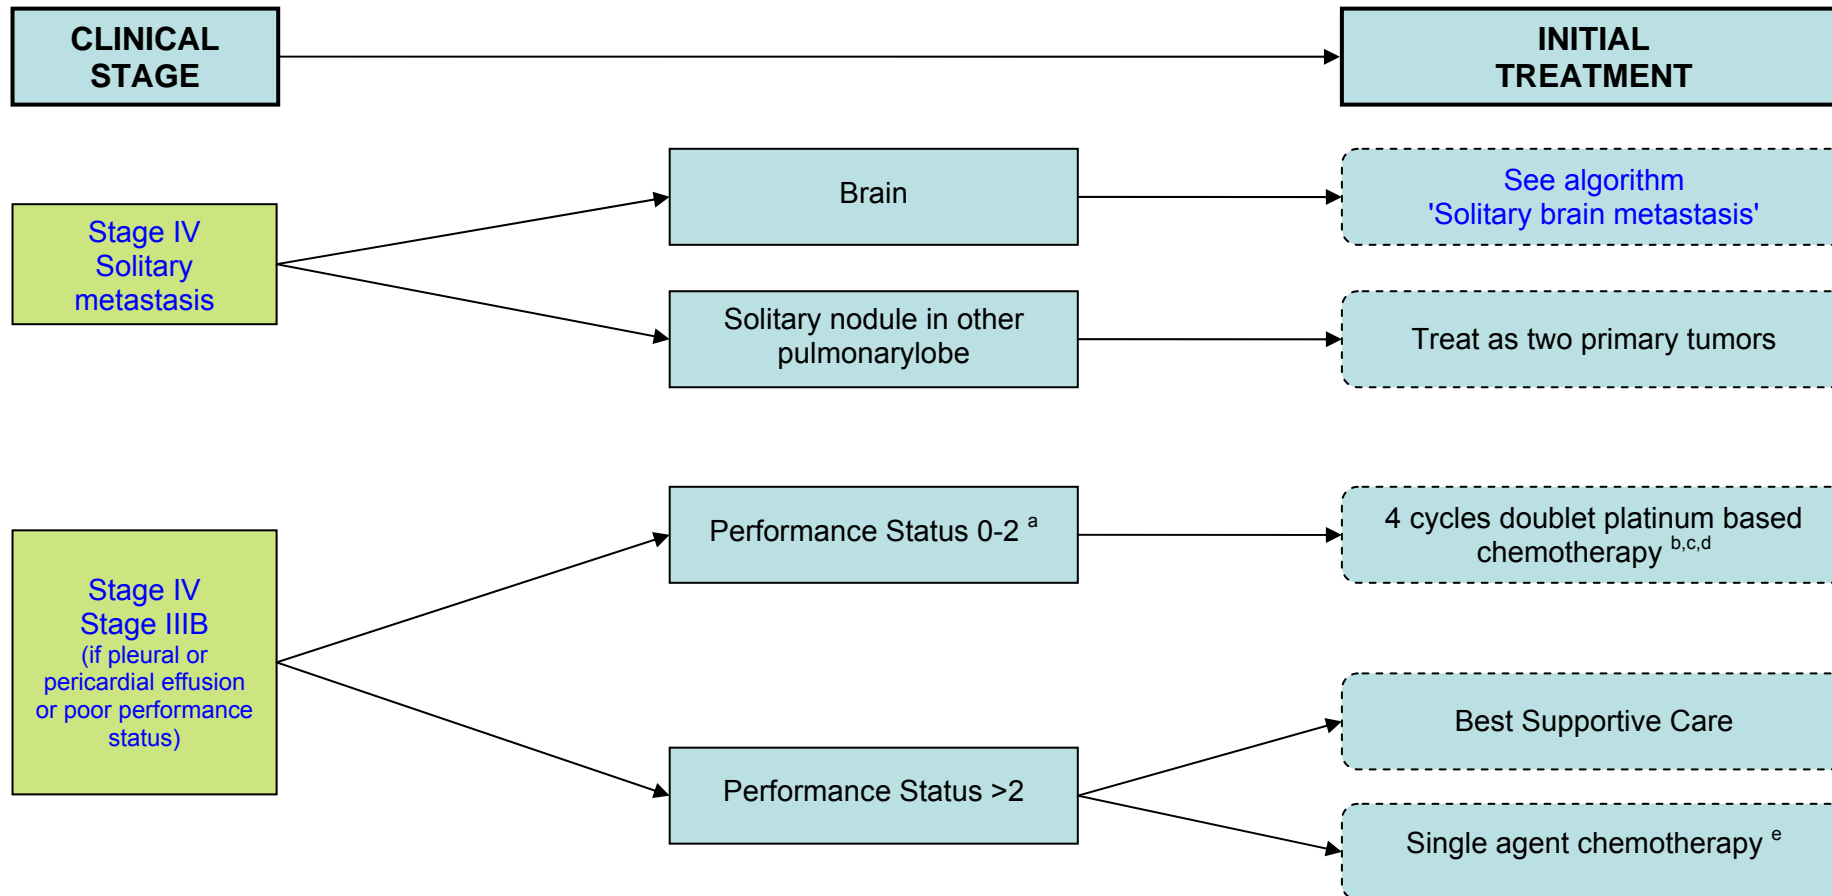 CLINICAL
STAGE
INITIAL
TREATMENT
Stage IV
Solitary
metastasis
Brain
See algorithm
'Solitary brain metastasis'
Solitary nodule in other
pulmonarylobe
Treat as two primary tumors
Stage IV
Stage IIIB
(if pleural or
pericardial effusion
or poor performance
status)
Performance Status 0-2 a
4 cycles doublet platinum based
chemotherapy b,c,d
Performance Status >2
Best Supportive Care
Single agent chemotherapy e